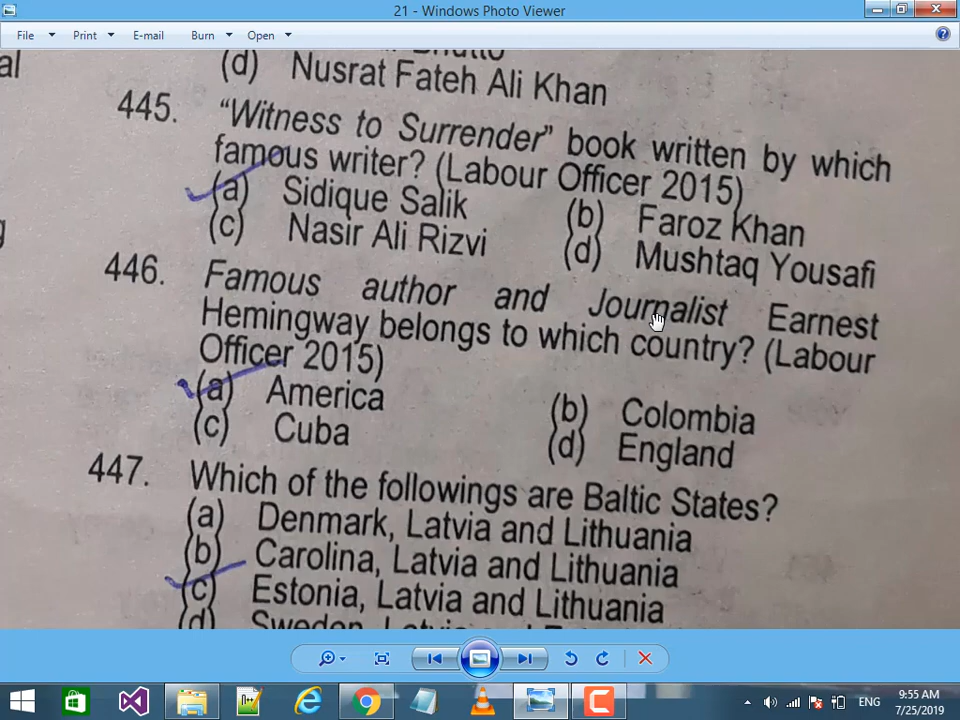 21 - Windows Photo Viewer
File Print E-mail Burn Open
al
(d) Nusrat Fateh Ali Khan
445. "Witness to Surrender" book written by which
famous writer? (Labour Officer 2015)
(a) Sidique Salik (b) Faroz Khan
(c) Nasir Ali Rizvi (d) Mushtaq Yousafi
446. Famous author and Journalist Earnest
Hemingway belongs to which country? (Labour
Officer 2015)
(a) America (b) Colombia
(c) Cuba (d) England
447. Which of the followings are Baltic States?
(a) Denmark, Latvia and Lithuania
(b) Carolina, Latvia and Lithuania
(c) Estonia, Latvia and Lithuania
(d) Sweden, Latvia and
ENG 9:55 AM
7/25/2019